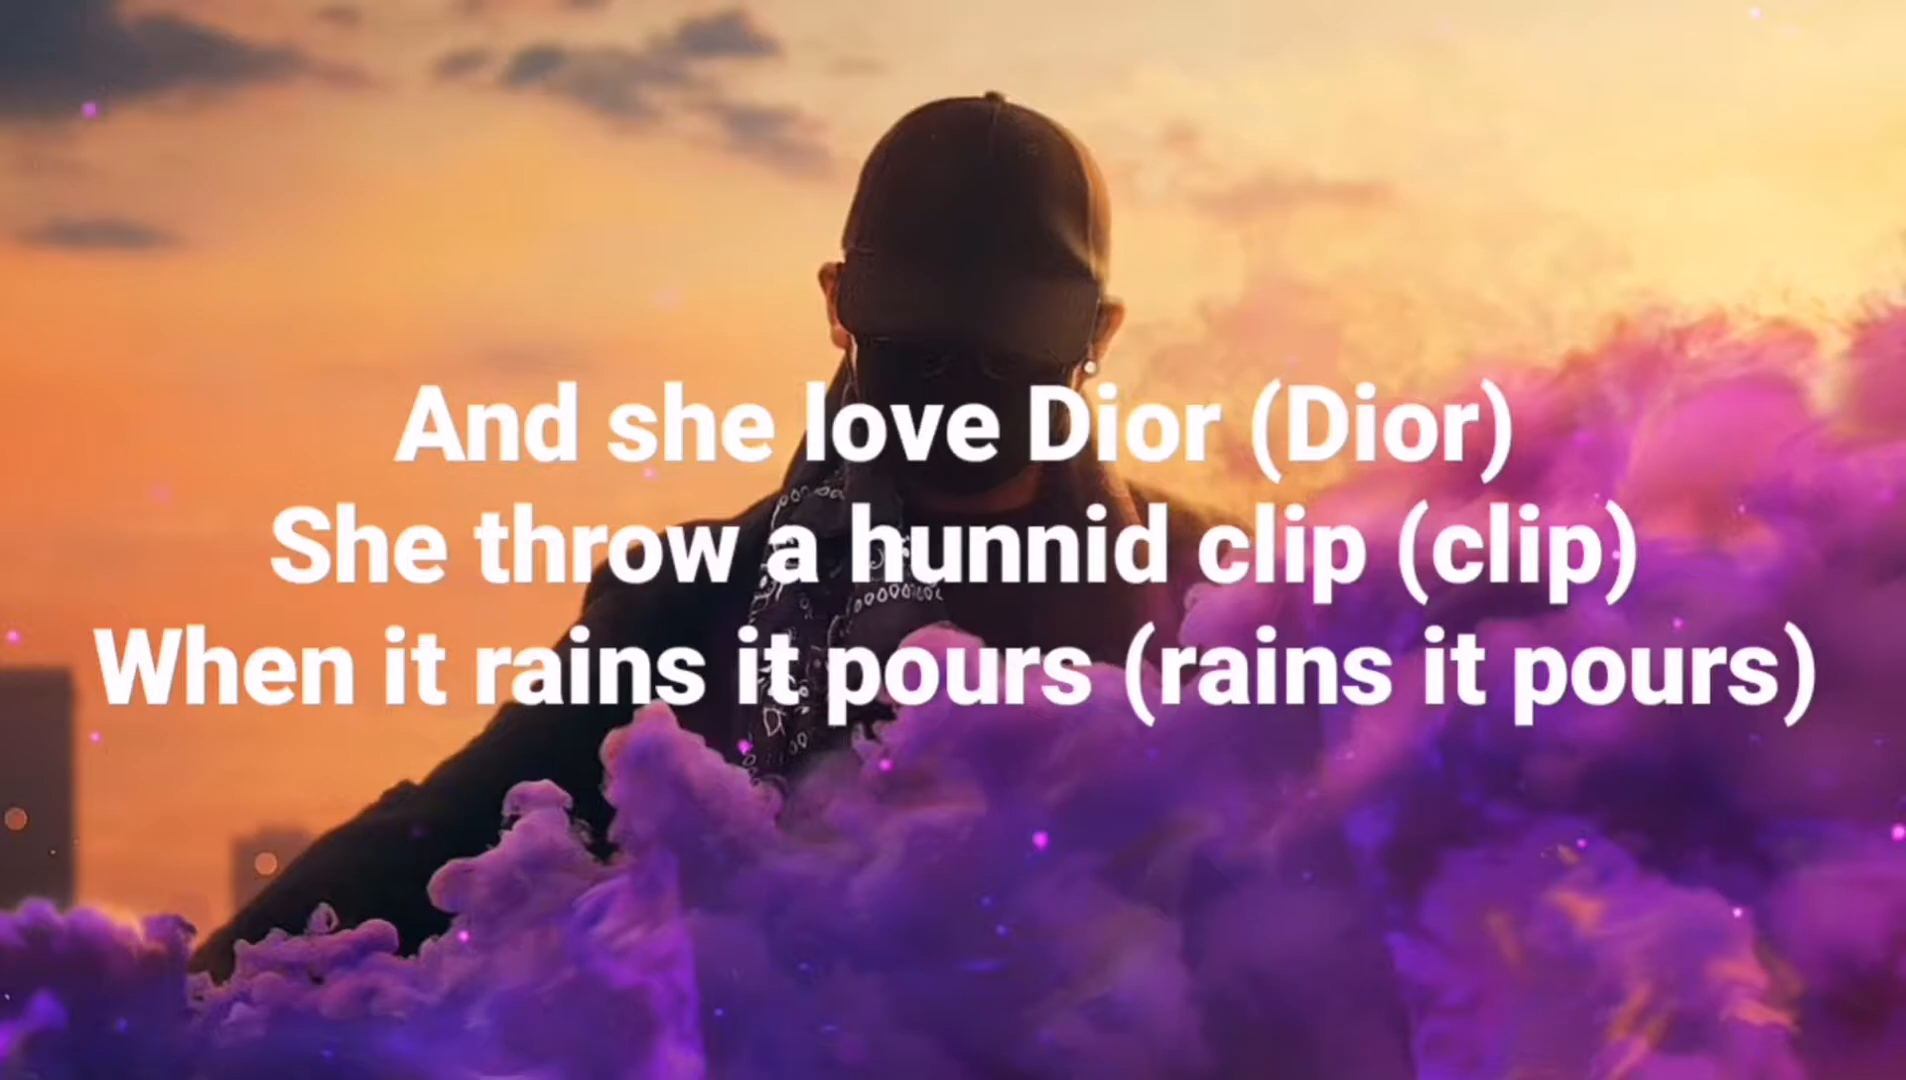 And she love Dior (Dior)
She throw a hunnid clip (clip)
When it rains it pours (rains it pours)